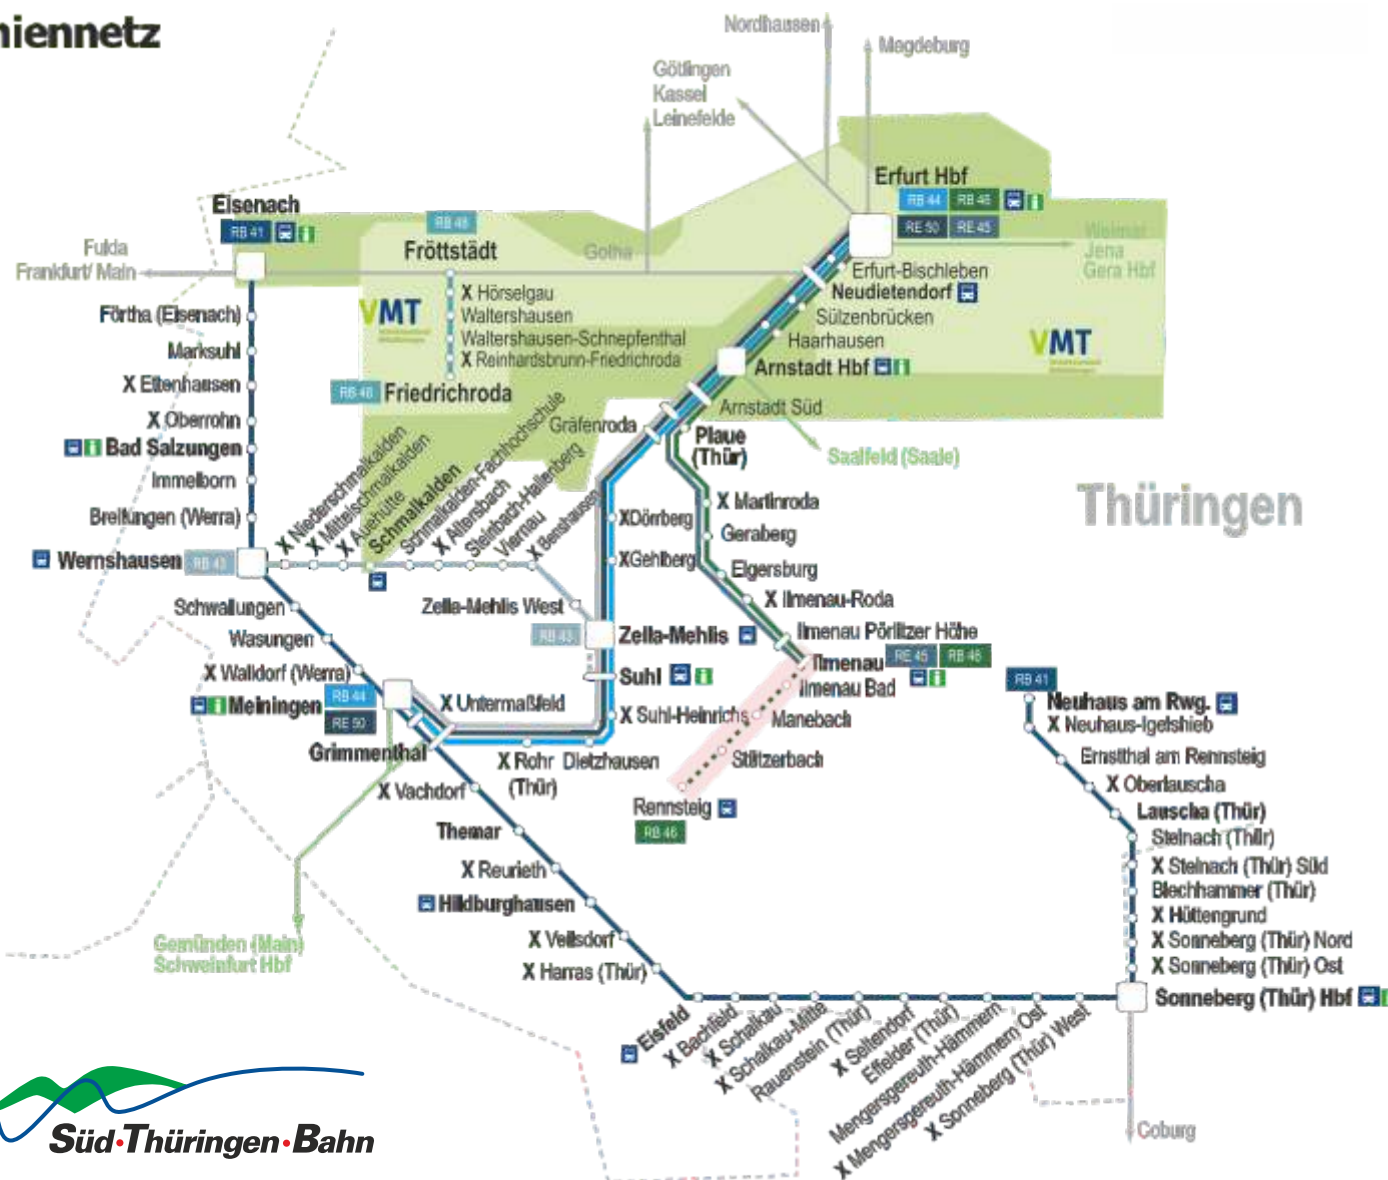 niennetz
Nordhausen
Magdeburg
Göttingen
Kassel
Leinefelde
Erfurt Hbf
RB 44
RB 46
RE 50
RE 45
Eisenach
RB 41
RB 48
Fröttstädt
Gotha
Fulda
Frankfurt/ Main
Weimar
Jena
Gera Hbf
Erfurt-Bischleben
Neudietendorf
X Hörselgau
Waltershausen
Waltershausen-Schnepfenthal
X Reinhardsbrunn-Friedrichroda
VMT
Förtha (Eisenach)
Sülzenbrücken
Haarhausen
VMT
Marksuhl
Arnstadt Hbf
X Ettenhausen
RB 48
Friedrichroda
X Oberrohn
Arnstadt Süd
Gräfenroda
Plaue
(Thür)
Bad Salzungen
Saalfeld (Saale)
Immelborn
Breitungen (Werra)
X Niederschmalkalden
X Mittelschmalkalden
X Auehütte
Schmalkalden
Schmalkalden-Fachhochschule
X Altersbach
Steinbach-Hallenberg
Viernau
X Benshausen
X Martinroda
Thüringen
XDörrberg
Geraberg
Wernshausen
RB 43
XGehlberg
Elgersburg
X Ilmenau-Roda
Schwallungen
Zella-Mehlis West
Wasungen
RB 43
Zella-Mehlis
Ilmenau Pörlitzer Höhe
RE 45
RB 46
Ilmenau
X Walldorf (Werra)
Suhl
Ilmenau Bad
RB 41
RB 44
Meiningen
RE 50
X Untermaßfeld
X Suhl-Heinrichs
Manebach
Neuhaus am Rwg.
X Neuhaus-Igelshieb
Grimmenthal
X Rohr
(Thür)
Dietzhausen
Stützerbach
Ernstthal am Rennsteig
X Vachdorf
X Oberlauscha
Rennsteig
RB 46
Lauscha (Thür)
Themar
Steinach (Thür)
X Reurieth
X Steinach (Thür) Süd
Blechhammer (Thür)
Hildburghausen
X Hüttengrund
X Veilsdorf
X Sonneberg (Thür) Nord
X Harras (Thür)
X Sonneberg (Thür) Ost
Gemünden (Main)
Schweinfurt Hbf
Sonneberg (Thür) Hbf
Eisfeld
X Bachfeld
X Schalkau
X Schalkau-Mitte
Rauenstein (Thür)
X Seltendorf
Effelder (Thür)
Mengersgereuth-Hämmern
X Mengersgereuth-Hämmern Ost
X Sonneberg (Thür) West
Coburg
Süd·Thüringen·Bahn